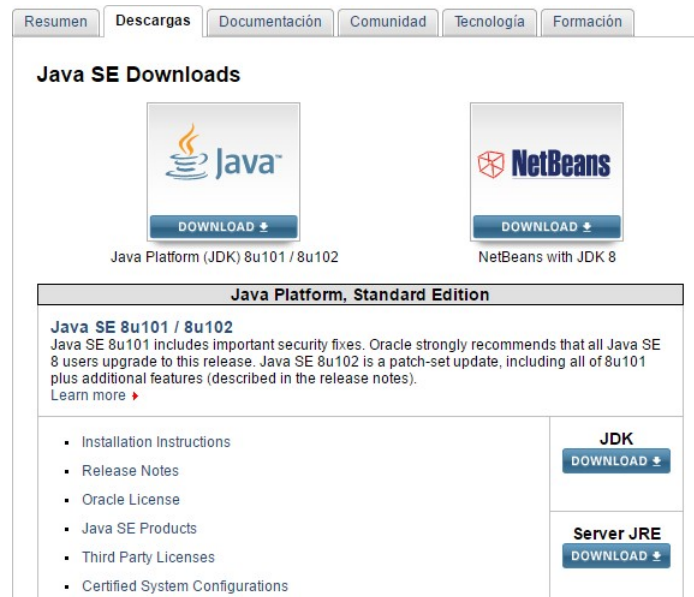 Resumen Descargas Documentación Comunidad Tecnología Formación
Java SE Downloads
Java™ NetBeans
DOWNLOAD DOWNLOAD
Java Platform (JDK) 8u101 / 8u102 NetBeans with JDK 8
Java Platform, Standard Edition
Java SE 8u101 / 8u102
Java SE 8u101 includes important security fixes. Oracle strongly recommends that all Java SE
8 users upgrade to this release. Java SE 8u102 is a patch-set update, including all of 8u101
plus additional features (described in the release notes).
Learn more
Installation Instructions
Release Notes
Oracle License
Java SE Products
Third Party Licenses
Certified System Configurations
JDK
DOWNLOAD
Server JRE
DOWNLOAD